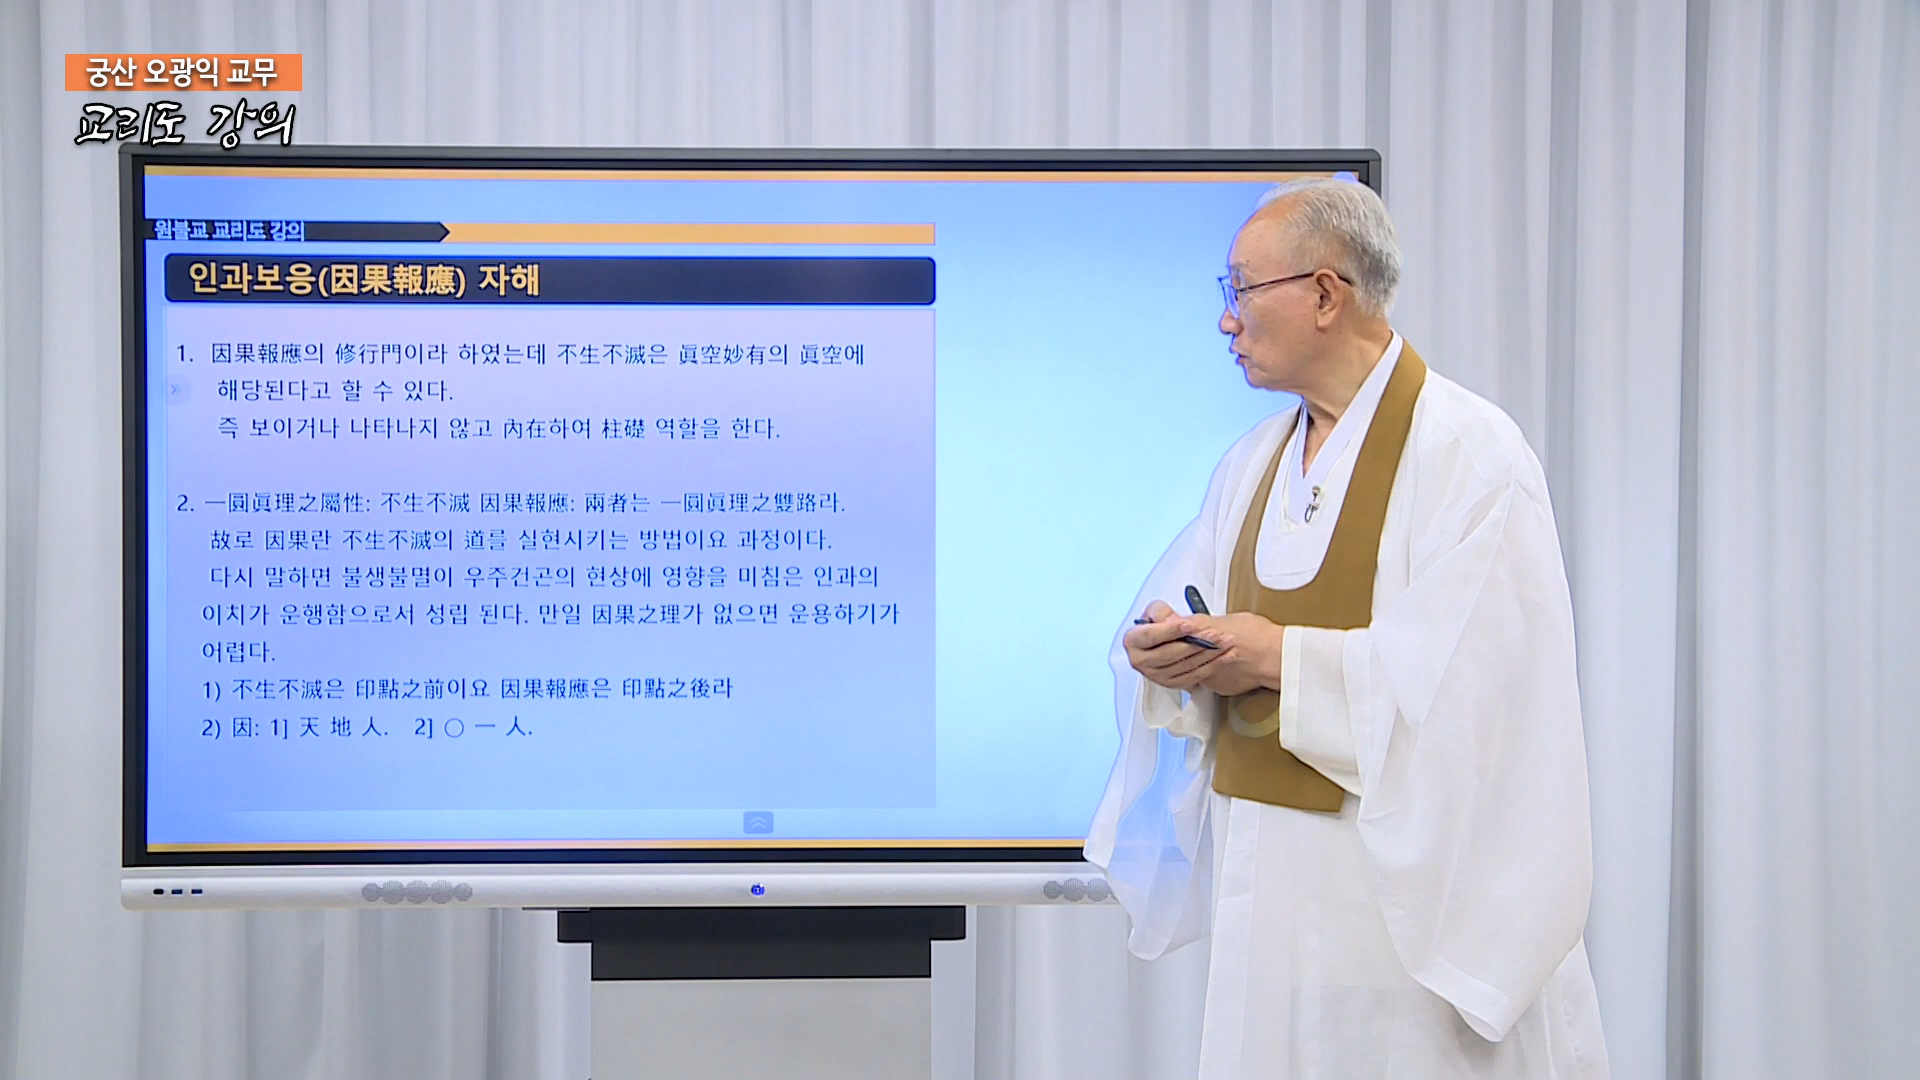 궁산 오광익 교무
교리도 강의
원불교 교리도 강의
인과보응(因果報應) 자해
1. 因果報應의 修行門이라 하였는데 不生不滅은 眞空妙有의 眞空에
해당된다고 할 수 있다.
즉 보이거나 나타나지 않고 內在하여 柱礎 역할을 한다.
2. 一圓眞理之屬性: 不生不滅 因果報應: 兩者는 一圓眞理之雙路라.
故로 因果란 不生不滅의 道를 실현시키는 방법이요 과정이다.
다시 말하면 불생불멸이 우주건곤의 현상에 영향을 미침은 인과의
이치가 운행함으로서 성립 된다. 만일 因果之理가 없으면 운용하기가
어렵다.
1) 不生不滅은 印點之前이요 因果報應은 印點之後라
2) 因: 1] 天 地 人. 2] ○ 一 人.